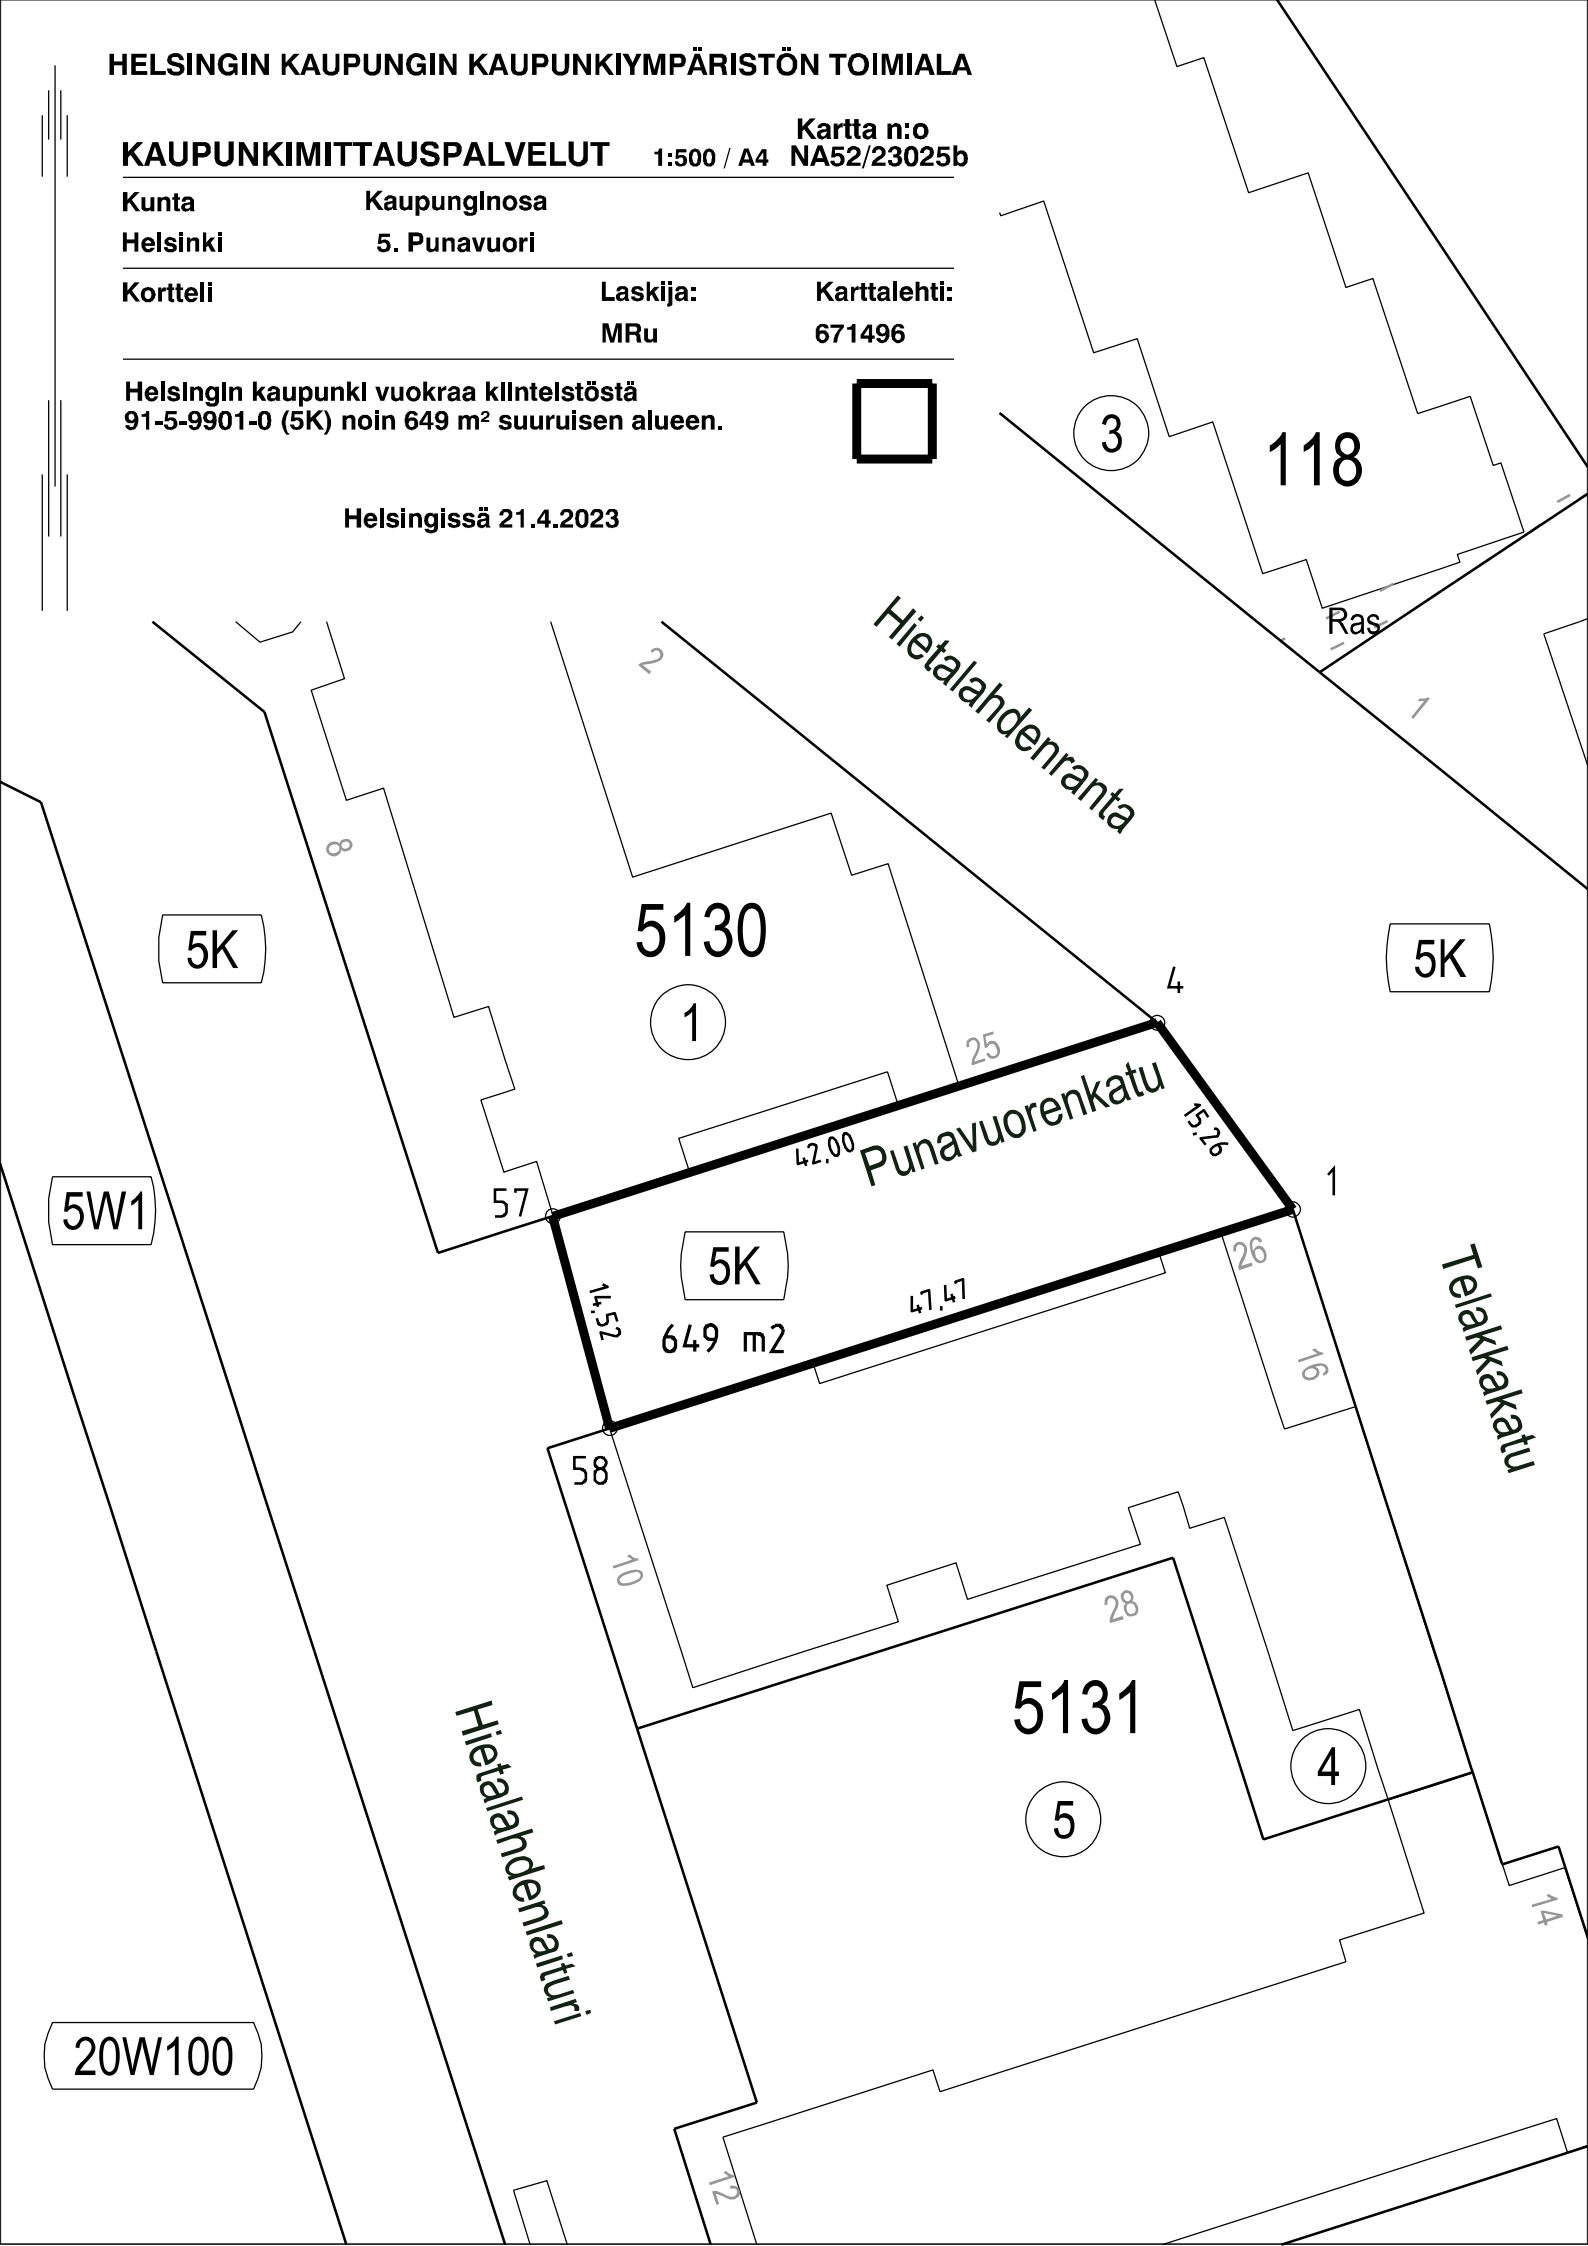 HELSINGIN KAUPUNGIN KAUPUNKIYMPÄRISTÖN TOIMIALA
KAUPUNKIMITTAUSPALVELUT 1:500 / A4 Kartta n:o NA52/23025b
Kunta Kaupunginosa
Helsinki 5. Punavuori
Kortteli Laskija: Karttalehti:
MRu 671496
Helsingin kaupunki vuokraa kiinteistöstä
91-5-9901-0 (5K) noin 649 m² suuruisen alueen.
Helsingissä 21.4.2023
3
118
Ras
1
2
Hietalahdenranta
8
5130
1
5K
5K
4
25
Punavuorenkatu
42,00
15,26
1
57
5W1
5K
14,52
649 m2
47,47
26
16
Telakkakatu
58
10
28
5131
4
5
Hietalahdenlaituri
14
20W100
12